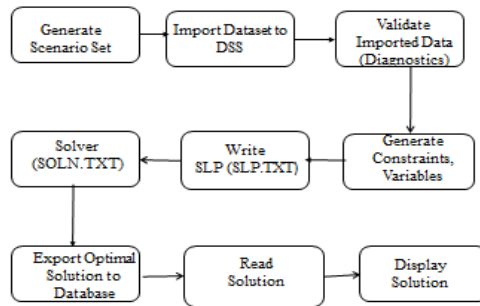 Generate
Scenario Set
Import Dataset to
DSS
Validate
Imported Data
(Diagnostics)
Solver
(SOLN.TXT)
Write
SLP (SLP.TXT)
Generate
Constraints,
Variables
Export Optimal
Solution to
Database
Read
Solution
Display
Solution